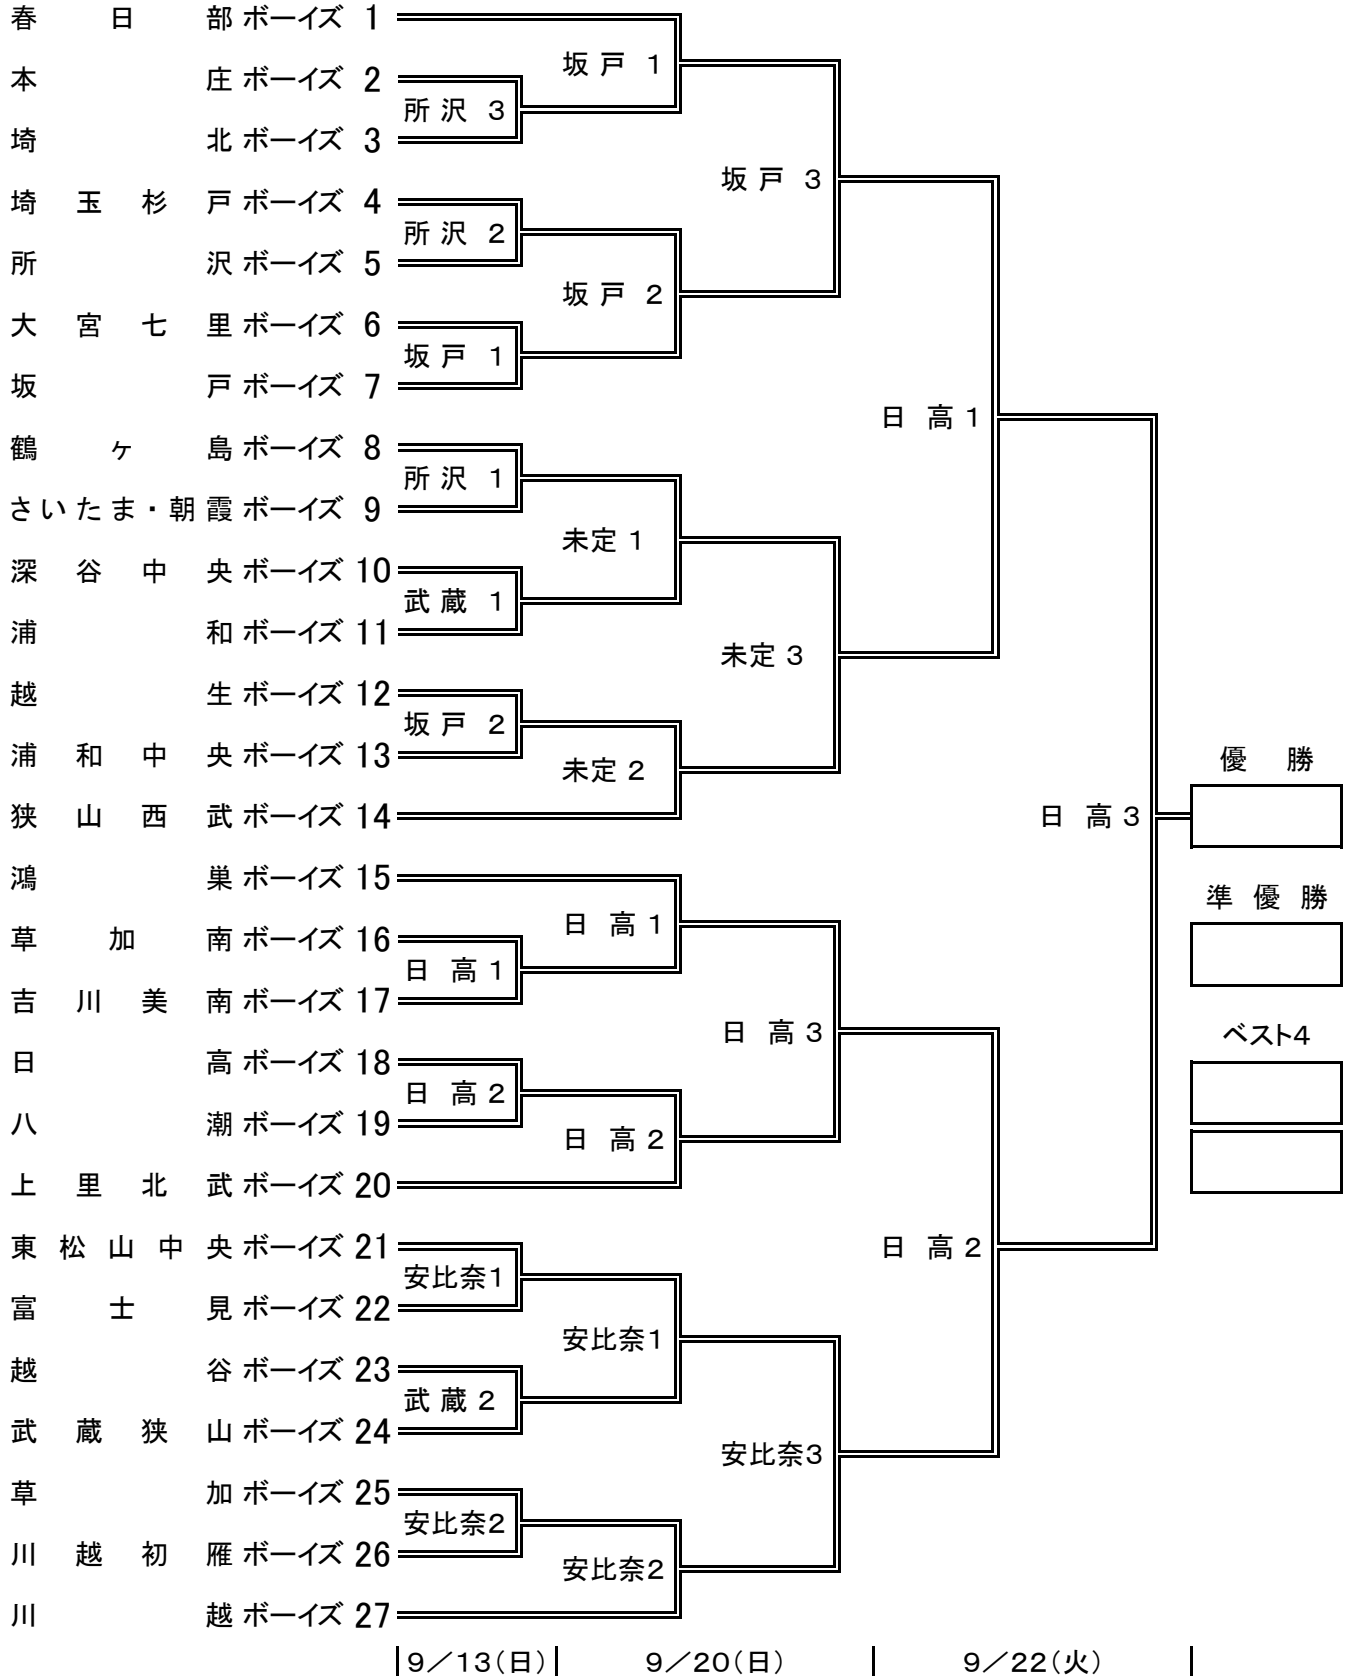 春日部ボーイズ 1
坂戸 1
本庄ボーイズ 2
所沢 3
埼北ボーイズ 3
坂戸 3
埼玉杉戸ボーイズ 4
所沢 2
所沢ボーイズ 5
坂戸 2
大宮七里ボーイズ 6
坂戸 1
坂戸ボーイズ 7
日高1
鶴ヶ島ボーイズ 8
所沢 1
さいたま・朝霞ボーイズ 9
未定 1
深谷中央ボーイズ 10
武蔵 1
浦和ボーイズ 11
未定 3
越生ボーイズ 12
坂戸 2
浦和中央ボーイズ 13
未定 2
優勝
狭山西武ボーイズ 14
日高3
鴻巣ボーイズ 15
準優勝
日高1
草加南ボーイズ 16
日高1
吉川美南ボーイズ 17
日高3
ベスト4
日高ボーイズ 18
日高2
八潮ボーイズ 19
日高2
上里北武ボーイズ 20
東松山中央ボーイズ 21
日高2
安比奈1
富士見ボーイズ 22
安比奈1
越谷ボーイズ 23
武蔵 2
武蔵狭山ボーイズ 24
安比奈3
草加ボーイズ 25
安比奈2
川越初雁ボーイズ 26
安比奈2
川越ボーイズ 27
9／13(日) 9／20(日) 9／22(火)